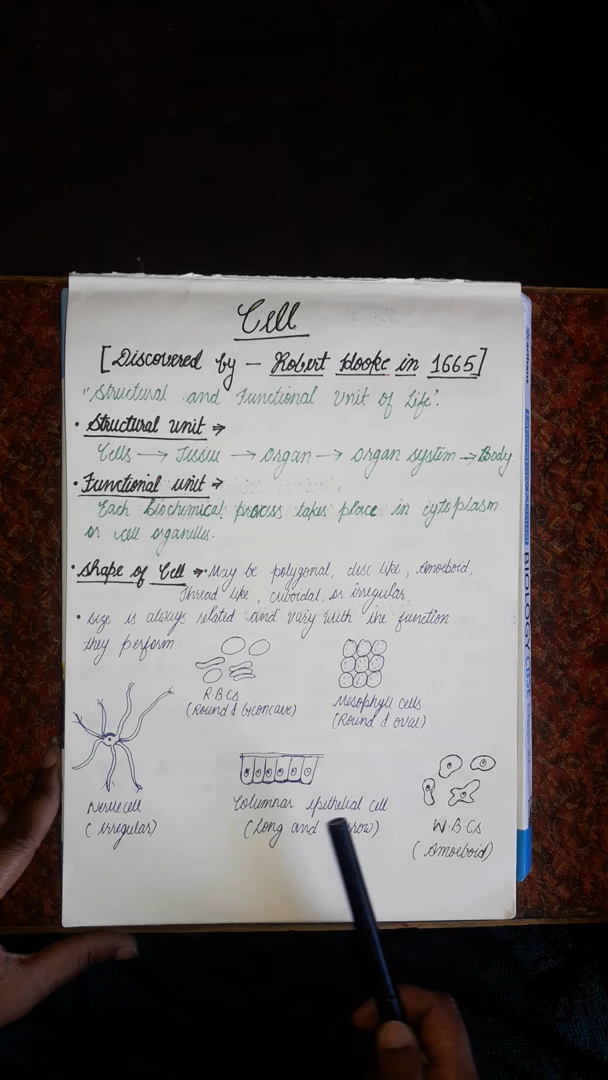 Cell
[Discovered by - Robert Hooke in 1665]
"Structural and Functional Unit of Life".
• Structural unit ⇒
Cells → Tissue → Organ → Organ system → Body.
• Functional unit ⇒
Each biochemical process takes place in cytoplasm
or cell organelles.
• Shape of Cell → • May be polygonal, disc like, Amoeboid,
Thread like, cuboidal, or irregular.
• Size is always related and vary with the function
they perform
R.B.Cs
(Round & biconcave)
Mesophyll cells
(Round & oval)
Nerve cell
(irregular)
Columnar epithelial cell
(Long and
W.B.Cs.
(Amoeboid)
BIOLOGY